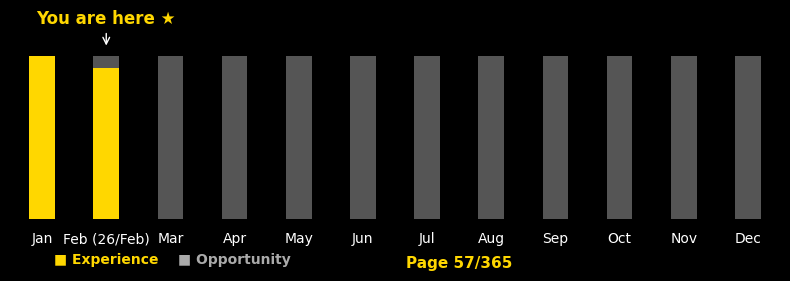 You are here ★
Jan Feb (26/Feb) Mar Apr May Jun Jul Aug Sep Oct Nov Dec
■ Experience ■ Opportunity Page 57/365